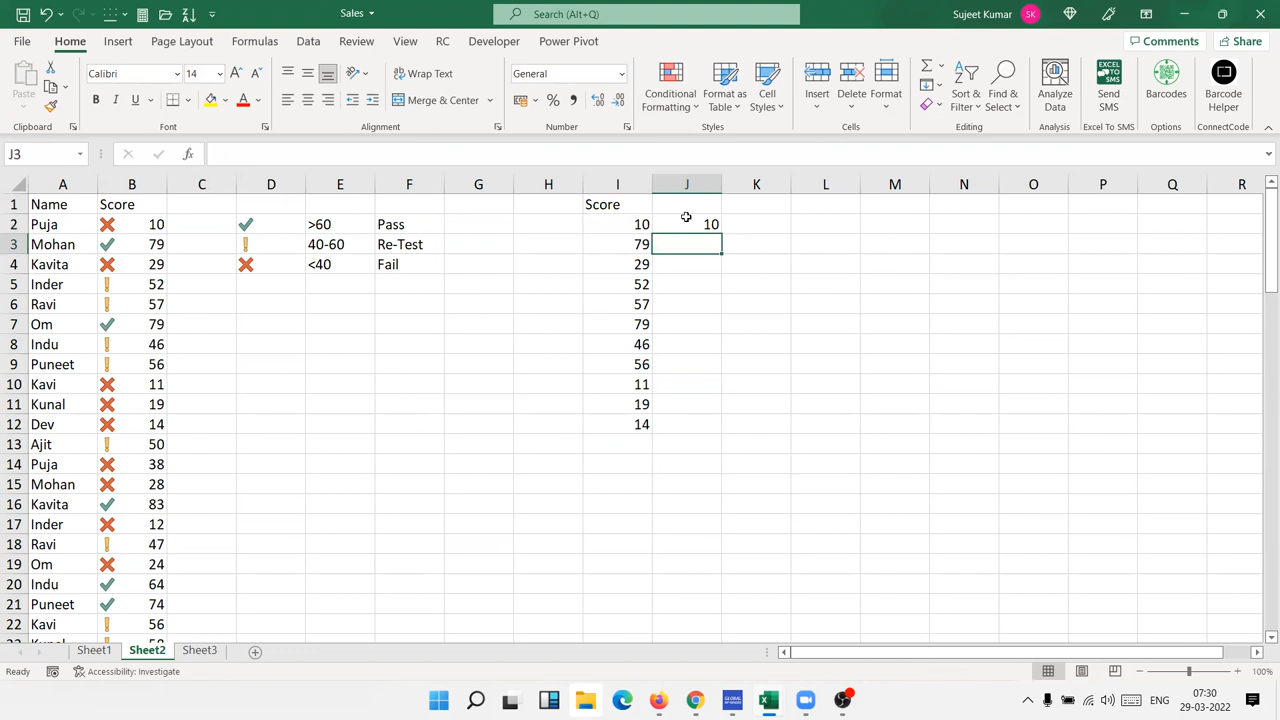 Sales
Search (Alt+Q)
Sujeet Kumar
SK
File
Home
Insert
Page Layout
Formulas
Data
Review
View
RC
Developer
Power Pivot
Comments
Share
Paste
Calibri
14
Wrap Text
Merge & Center
General
Conditional Formatting
Format as Table
Cell Styles
Insert
Delete
Format
Sort & Filter
Find & Select
Analyze Data
Send SMS
Barcodes
Barcode Helper
Clipboard
Font
Alignment
Number
Styles
Cells
Editing
Analysis
Excel To SMS
Options
ConnectCode
J3
fx
A B C D E F G H I J K L M N O P Q R
1 Name Score Score
2 Puja 10 >60 Pass 10 10
3 Mohan 79 40-60 Re-Test 79
4 Kavita 29 <40 Fail 29
5 Inder 52 52
6 Ravi 57 57
7 Om 79 79
8 Indu 46 46
9 Puneet 56 56
10 Kavi 11 11
11 Kunal 19 19
12 Dev 14 14
13 Ajit 50
14 Puja 38
15 Mohan 28
16 Kavita 83
17 Inder 12
18 Ravi 47
19 Om 24
20 Indu 64
21 Puneet 74
22 Kavi 56
Sheet1 Sheet2 Sheet3
Ready
Accessibility: Investigate
100%
ENG
07:30
29-03-2022